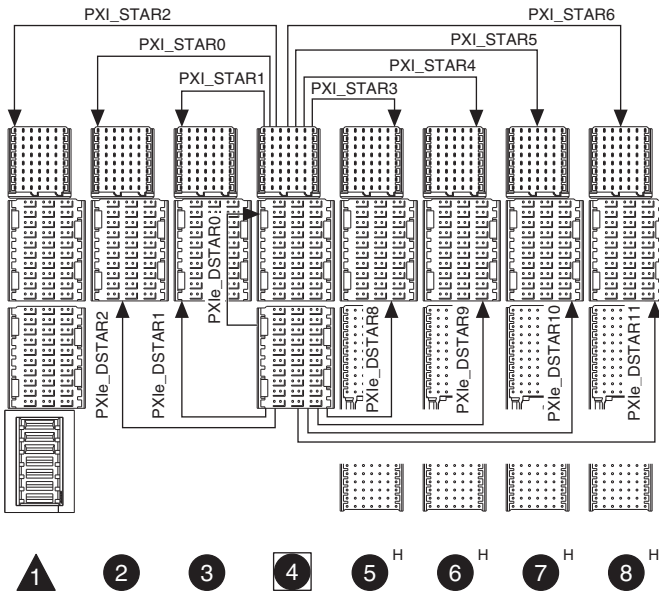 PXI_STAR2
PXI_STAR6
PXI_STAR0
PXI_STAR5
PXI_STAR1
PXI_STAR4
PXI_STAR3
PXIe_DSTAR2
PXIe_DSTAR1
PXIe_DSTAR0
PXIe_DSTAR8
PXIe_DSTAR9
PXIe_DSTAR10
PXIe_DSTAR11
1 2 3 4 5 H 6 H 7 H 8 H